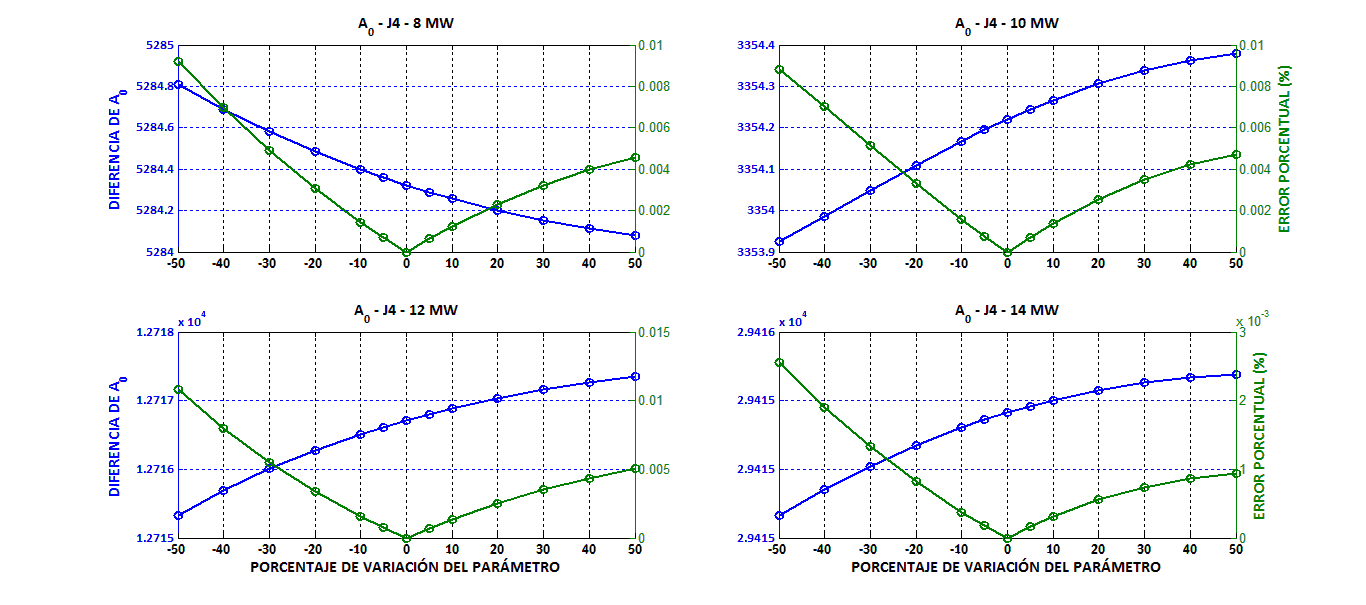 A0 - J4 - 8 MW
5285
5284.8
5284.6
5284.4
5284.2
5284
DIFERENCIA DE A0
0.01
0.008
0.006
0.004
0.002
0
-50 -40 -30 -20 -10 0 10 20 30 40 50
A0 - J4 - 10 MW
3354.4
3354.3
3354.2
3354.1
3354
3353.9
0.01
0.008
0.006
0.004
0.002
0
ERROR PORCENTUAL (%)
-50 -40 -30 -20 -10 0 10 20 30 40 50
A0 - J4 - 12 MW
x 10^4
1.2718
1.2717
1.2716
1.2715
DIFERENCIA DE A0
0.015
0.01
0.005
0
-50 -40 -30 -20 -10 0 10 20 30 40 50
PORCENTAJE DE VARIACIÓN DEL PARÁMETRO
A0 - J4 - 14 MW
x 10^4
2.9416
2.9415
2.9415
2.9415
x 10^-3
3
2
1
0
ERROR PORCENTUAL (%)
-50 -40 -30 -20 -10 0 10 20 30 40 50
PORCENTAJE DE VARIACIÓN DEL PARÁMETRO